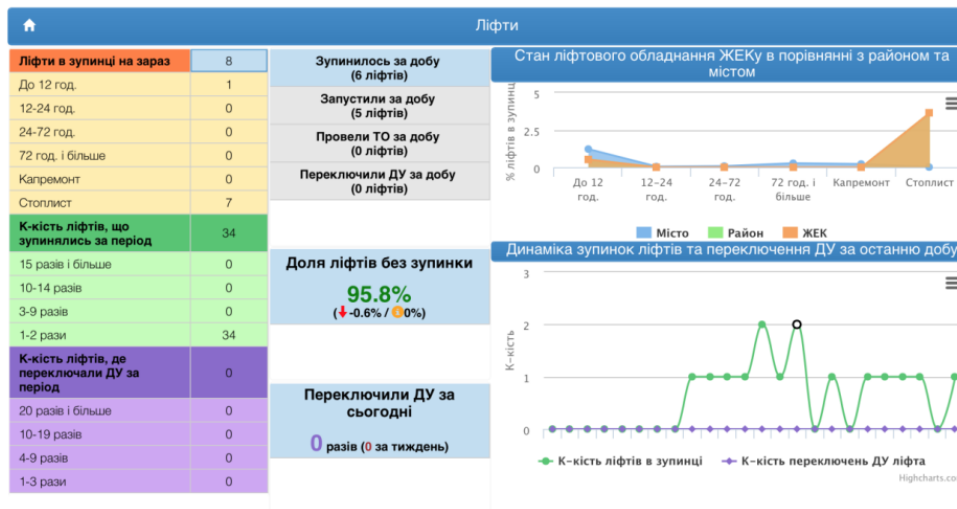 Ліфти
Ліфти в зупинці на зараз 8
До 12 год. 1
12-24 год. 0
24-72 год. 0
72 год. і більше 0
Капремонт 0
Стоплист 7
К-кість ліфтів, що
зупинялись за період 34
15 разів і більше 0
10-14 разів 0
3-9 разів 0
1-2 рази 34
К-кість ліфтів, де
переключали ДУ за
період 0
20 разів і більше 0
10-19 разів 0
4-9 разів 0
1-3 рази 0
Зупинилось за добу
(6 ліфтів)
Запустили за добу
(5 ліфтів)
Провели ТО за добу
(0 ліфтів)
Переключили ДУ за добу
(0 ліфтів)
Доля ліфтів без зупинки
95.8%
(-0.6% / 0%)
Переключили ДУ за
сьогодні
0 разів (0 за тиждень)
Стан ліфтового обладнання ЖЕКу в порівнянні з районом та
містом
% ліфтів в зупинці
5
2.5
0
До 12
год.
12-24
год.
24-72
год.
72 год. і
більше
Капремонт
Стоплист
Місто Район ЖЕК
Динаміка зупинок ліфтів та переключення ДУ за останню добу
К-кість
3
2
1
0
К-кість ліфтів в зупинці К-кість переключень ДУ ліфта
Highcharts.co